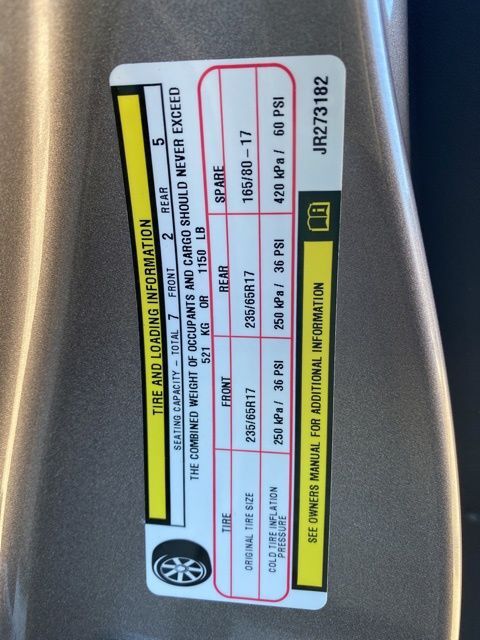 TIRE AND LOADING INFORMATION
SEATING CAPACITY - TOTAL 7 FRONT 2 REAR 5
THE COMBINED WEIGHT OF OCCUPANTS AND CARGO SHOULD NEVER EXCEED
521 KG OR 1150 LB
TIRE FRONT REAR SPARE
ORIGINAL TIRE SIZE 235/65R17 235/65R17 165/80 - 17
COLD TIRE INFLATION PRESSURE 250 kPa / 36 PSI 250 kPa / 36 PSI 420 kPa / 60 PSI
SEE OWNERS MANUAL FOR ADDITIONAL INFORMATION
JR273182